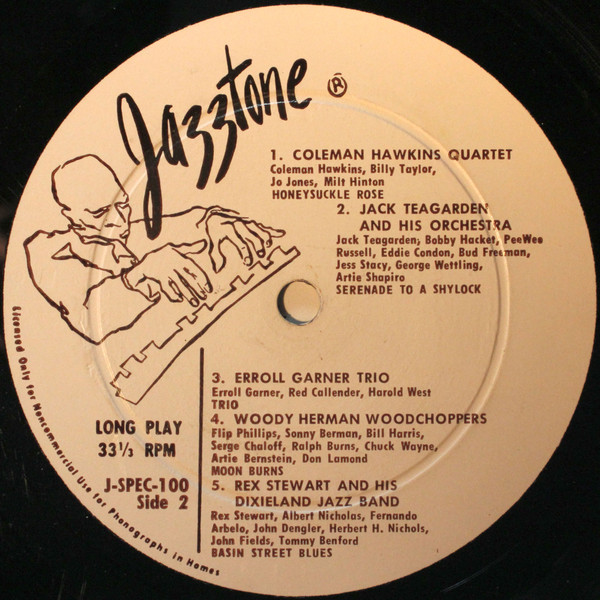 Jazztone ®
1. COLEMAN HAWKINS QUARTET
Coleman Hawkins, Billy Taylor,
Jo Jones, Milt Hinton
HONEYSUCKLE ROSE
2. JACK TEAGARDEN
AND HIS ORCHESTRA
Jack Teagarden, Bobby Hacket, PeeWee
Russell, Eddie Condon, Bud Freeman,
Jess Stacy, George Wettling,
Artie Shapiro
SERENADE TO A SHYLOCK
3. ERROLL GARNER TRIO
Erroll Garner, Red Callender, Harold West
TRIO
4. WOODY HERMAN WOODCHOPPERS
Flip Phillips, Sonny Berman, Bill Harris,
Serge Chaloff, Ralph Burns, Chuck Wayne,
Artie Bernstein, Don Lamond
MOON BURNS
5. REX STEWART AND HIS
DIXIELAND JAZZ BAND
Rex Stewart, Albert Nicholas, Fernando
Arbelo, John Dengler, Herbert H. Nichols,
John Fields, Tommy Benford
BASIN STREET BLUES
LONG PLAY
33⅓ RPM
J-SPEC-100
Side 2
Licensed Only for Noncommercial Use for Phonographs in Homes